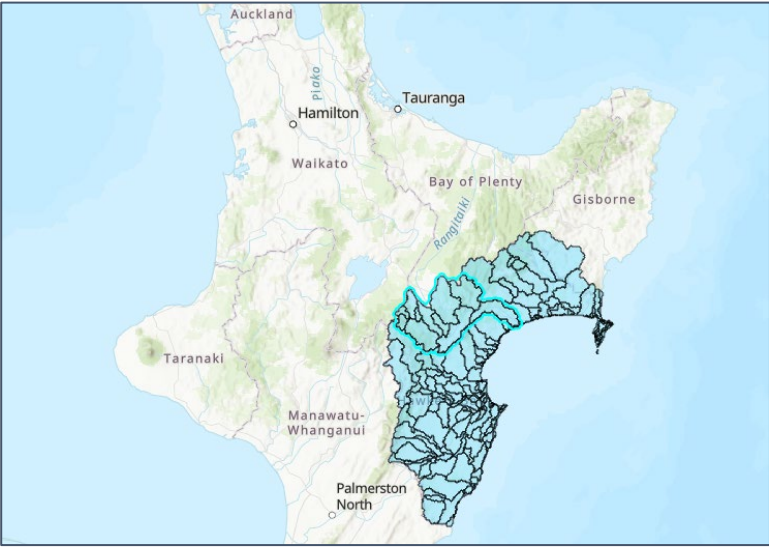 Auckland
Piako
Tauranga
Hamilton
Waikato
Bay of Plenty
Gisborne
Rangitaiki
Taranaki
Manawatu-
Whanganui
Palmerston
North